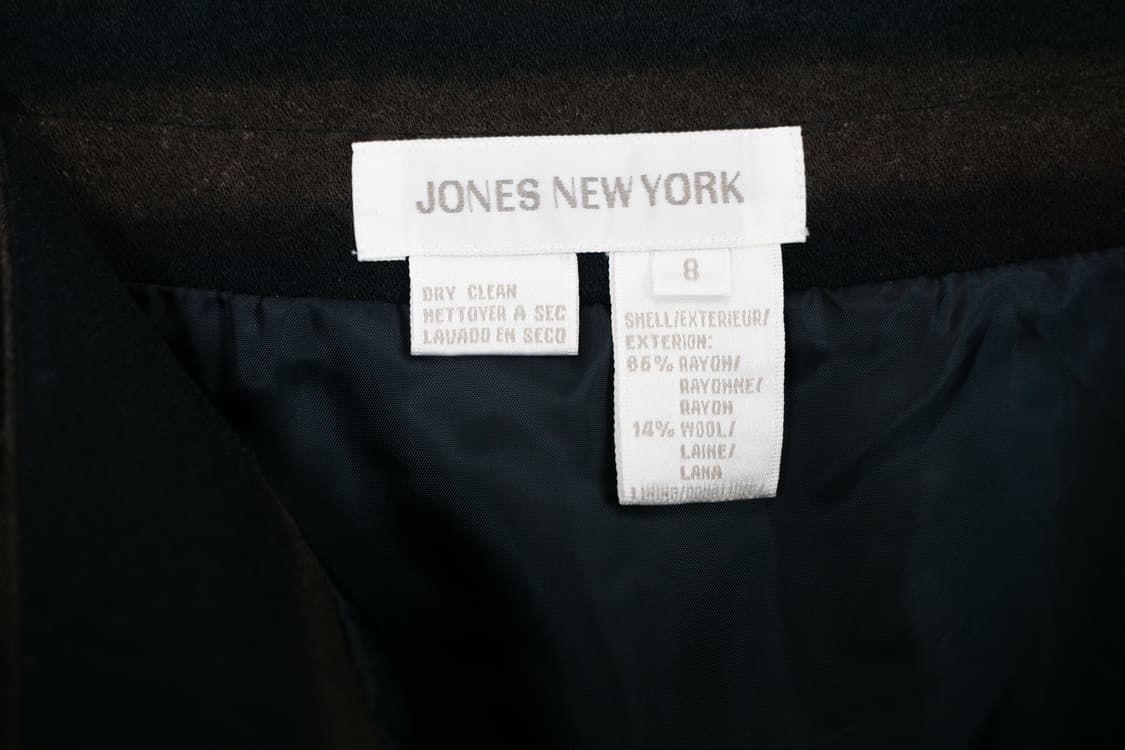 JONES NEW YORK
DRY CLEAN
NETTOYER A SEC
LAVADO EN SECO
8
SHELL/EXTERIEUR/
EXTERION:
86% RAYON/
RAYONNE/
RAYON
14% WOOL/
LAINE/
LANA